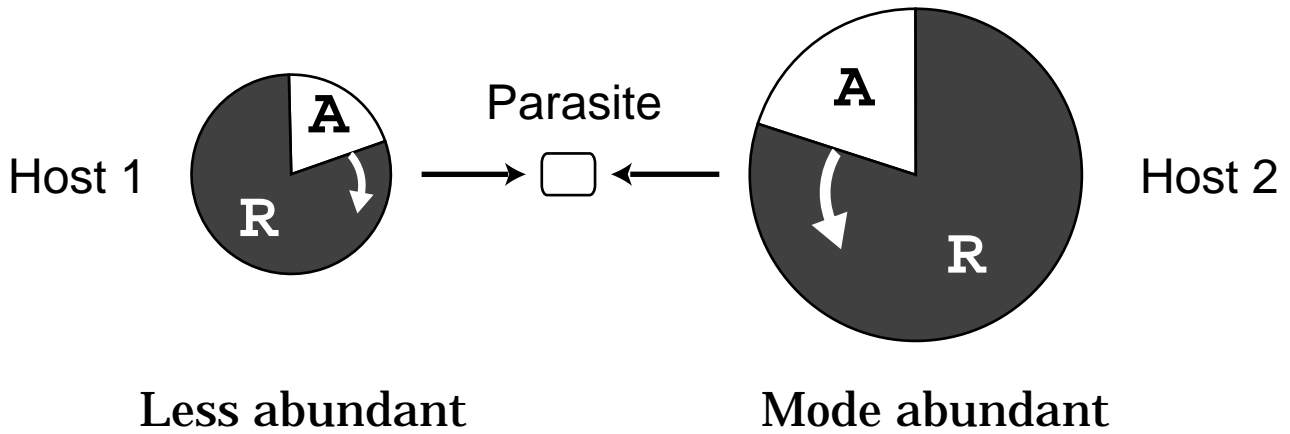 A
Parasite
A
Host 1
Host 2
R
R
Less abundant
Mode abundant